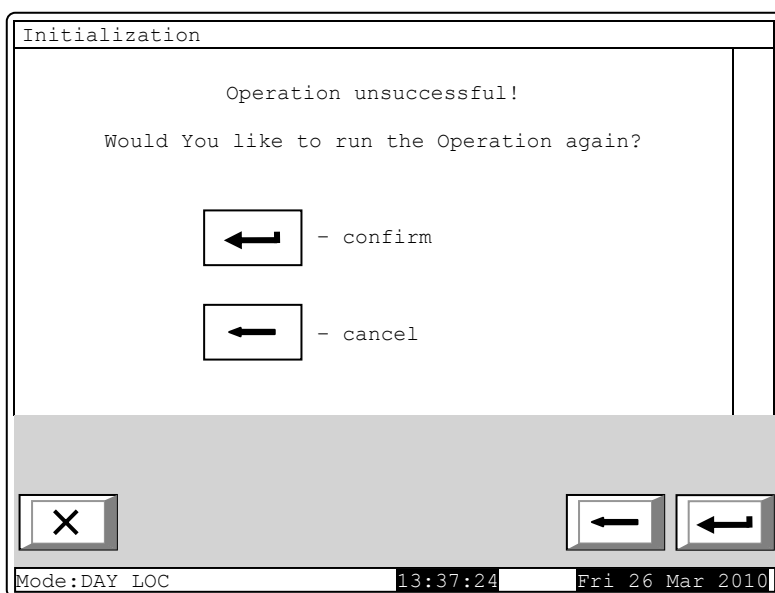 Initialization
Operation unsuccessful!
Would You like to run the Operation again?
- confirm
- cancel
Mode:DAY LOC 13:37:24 Fri 26 Mar 2010